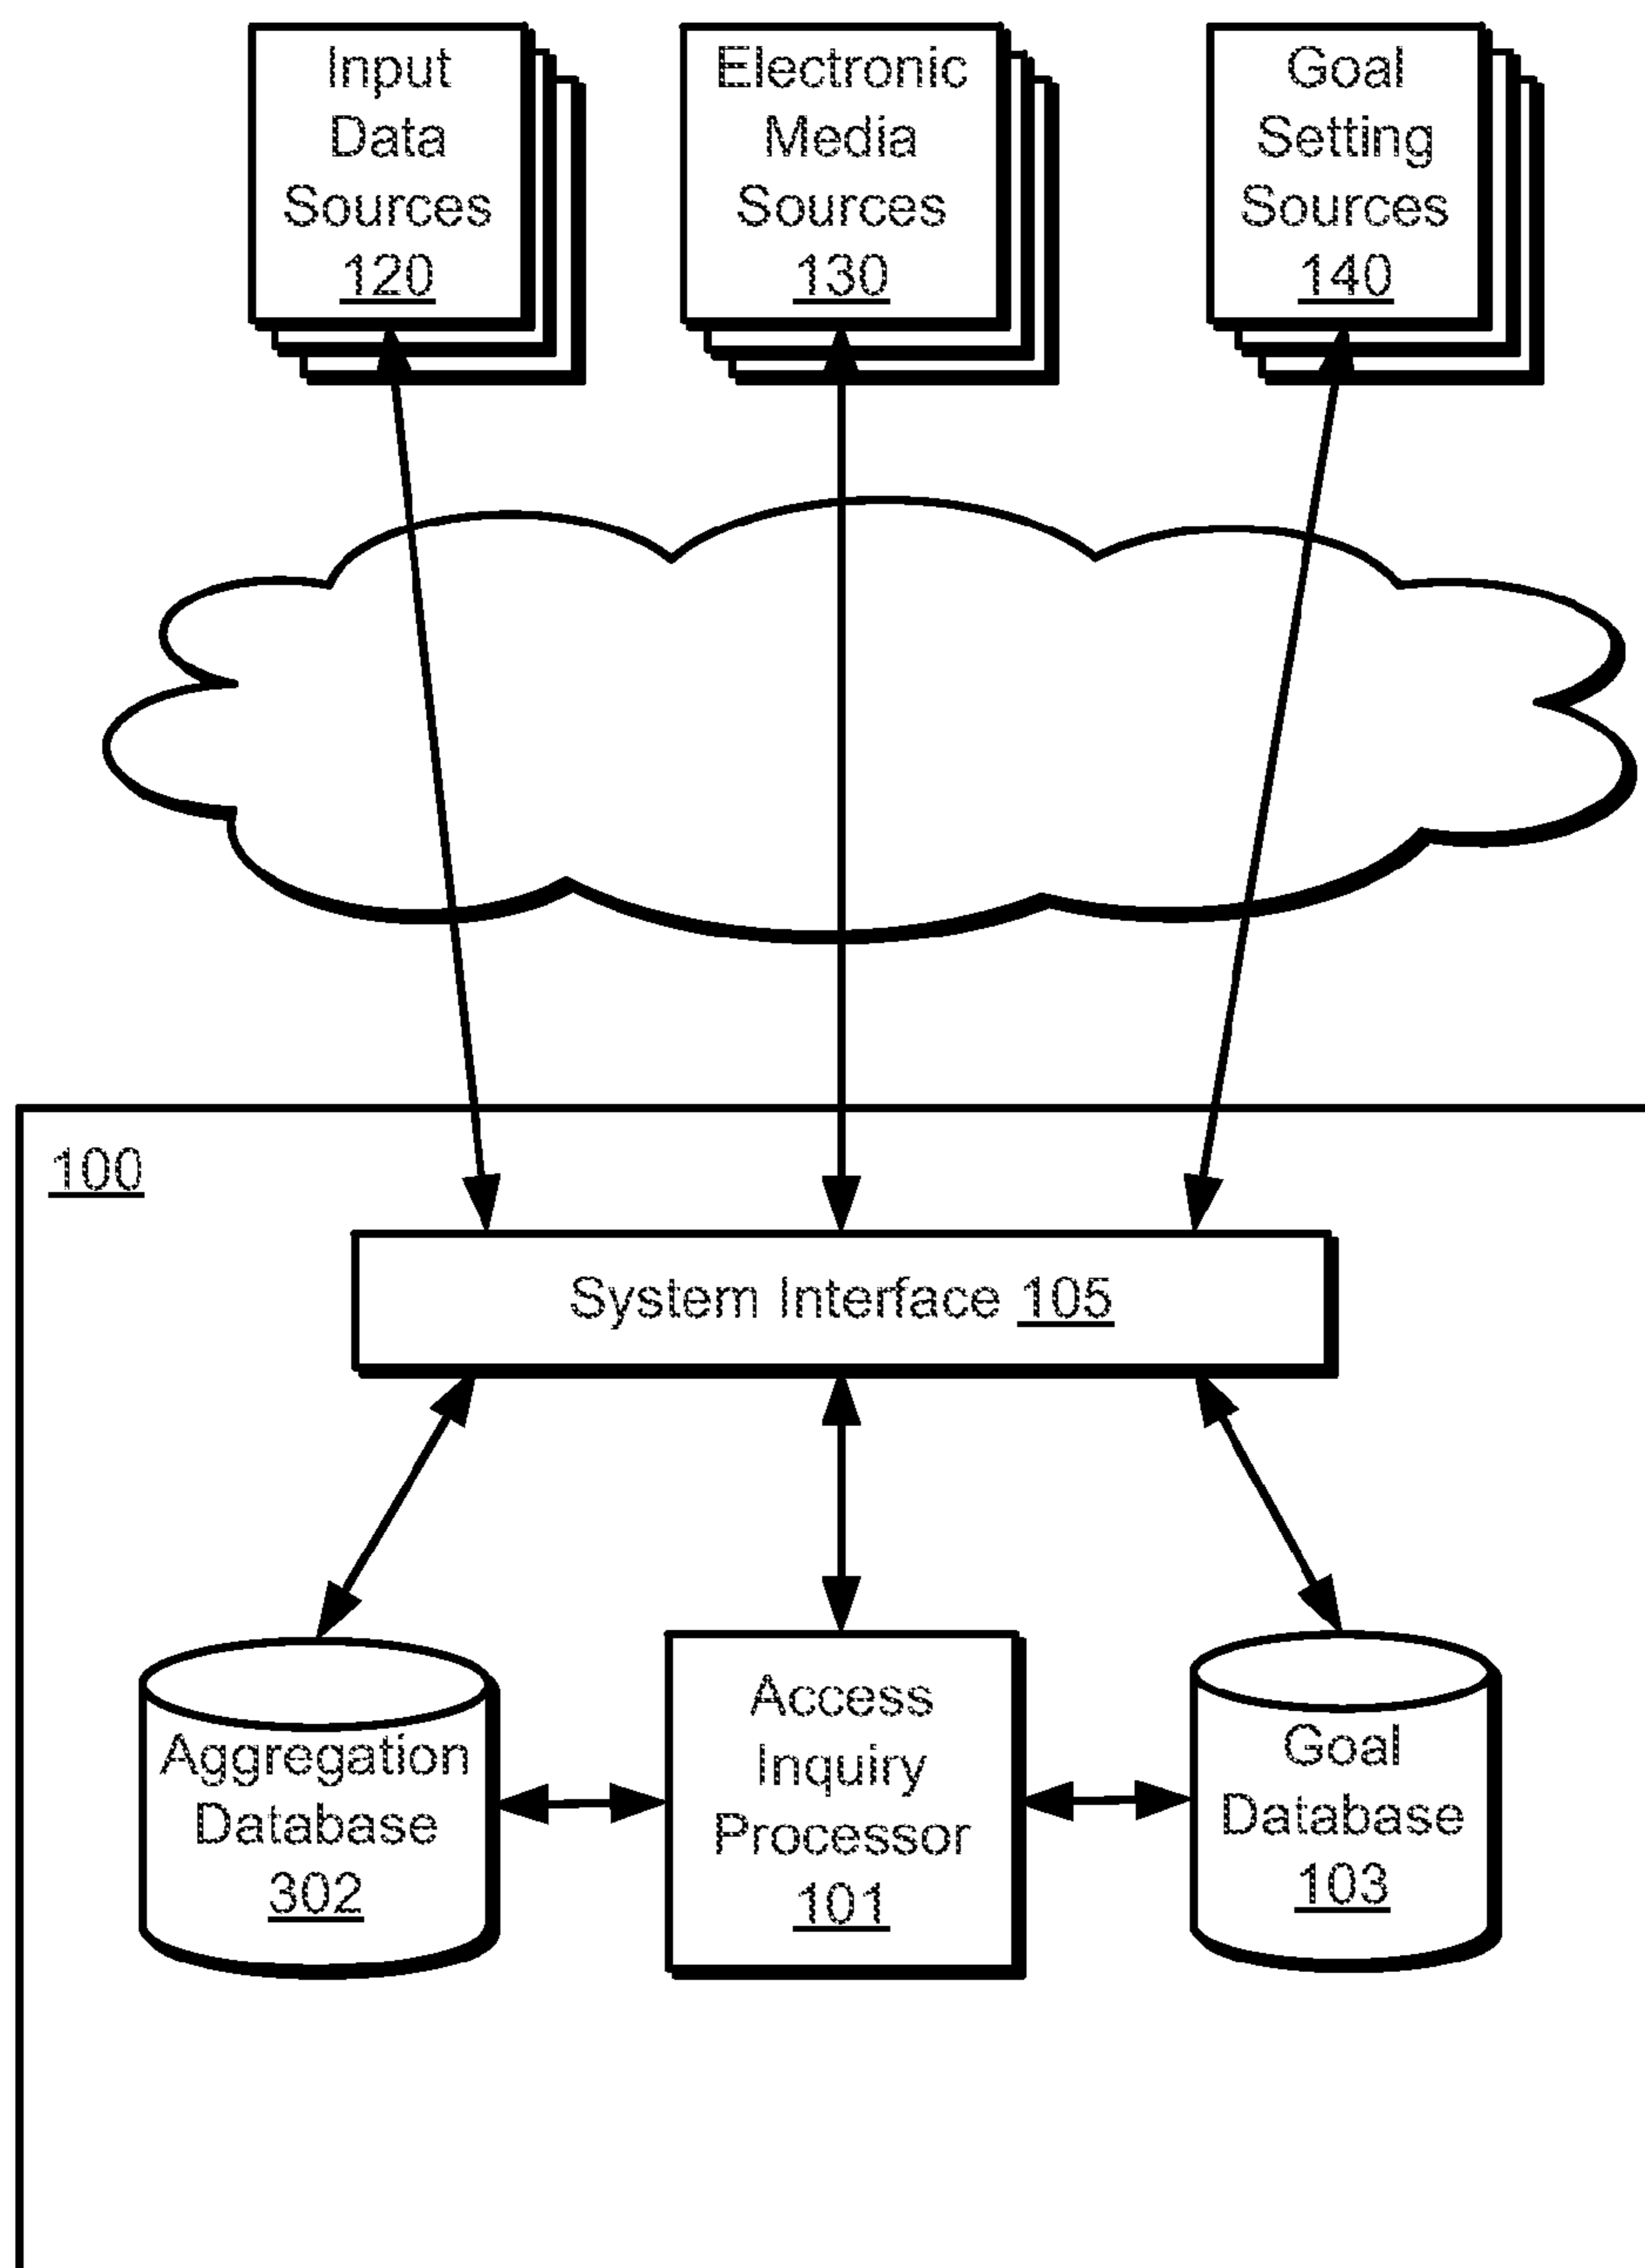 Input
Data
Sources
120
Electronic
Media
Sources
130
Goal
Setting
Sources
140
100
System Interface 105
Aggregation
Database
302
Access
Inquiry
Processor
101
Goal
Database
103